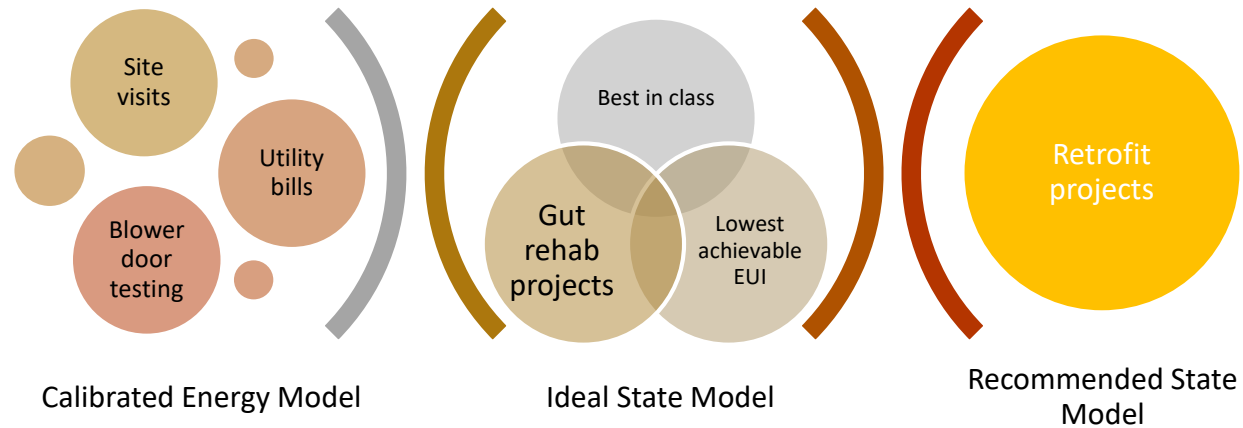 Site
visits
Utility
bills
Blower
door
testing
Calibrated Energy Model
Best in class
Gut
rehab
projects
Lowest
achievable
EUI
Ideal State Model
Retrofit
projects
Recommended State
Model